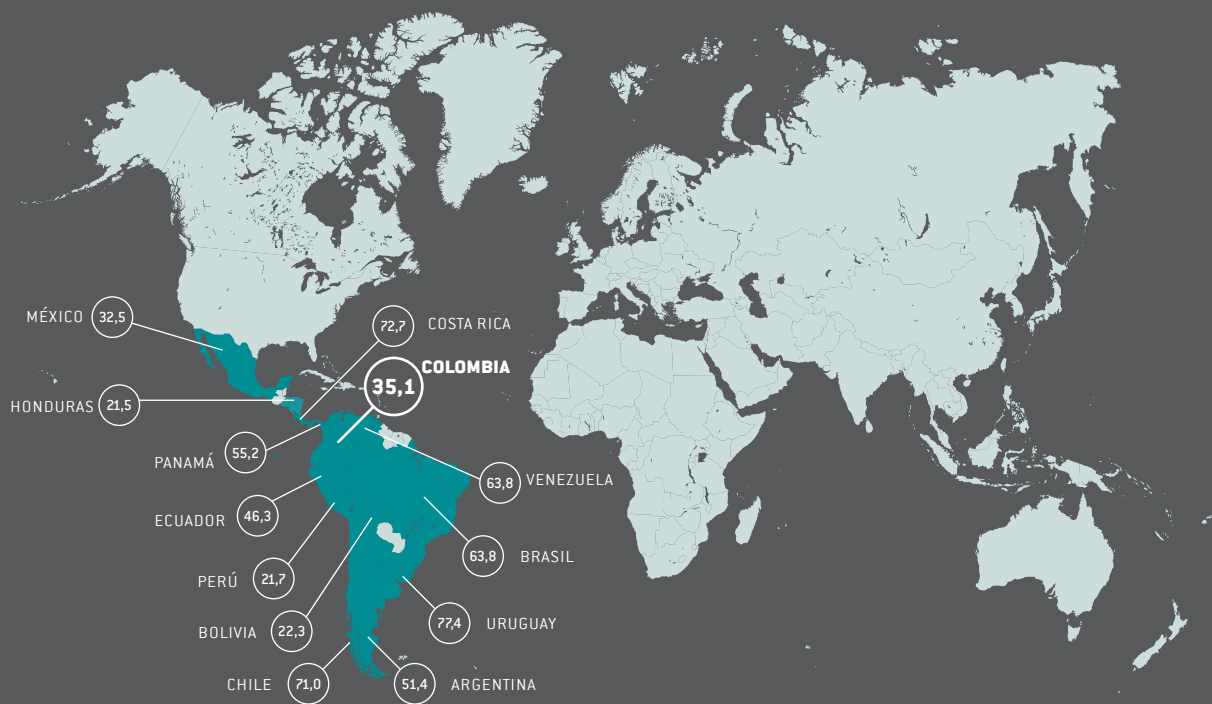 MÉXICO 32,5
72,7 COSTA RICA
COLOMBIA
35,1
HONDURAS 21,5
PANAMÁ 55,2
63,8 VENEZUELA
ECUADOR 46,3
63,8 BRASIL
PERÚ 21,7
BOLIVIA 22,3
77,4 URUGUAY
CHILE 71,0
51,4 ARGENTINA